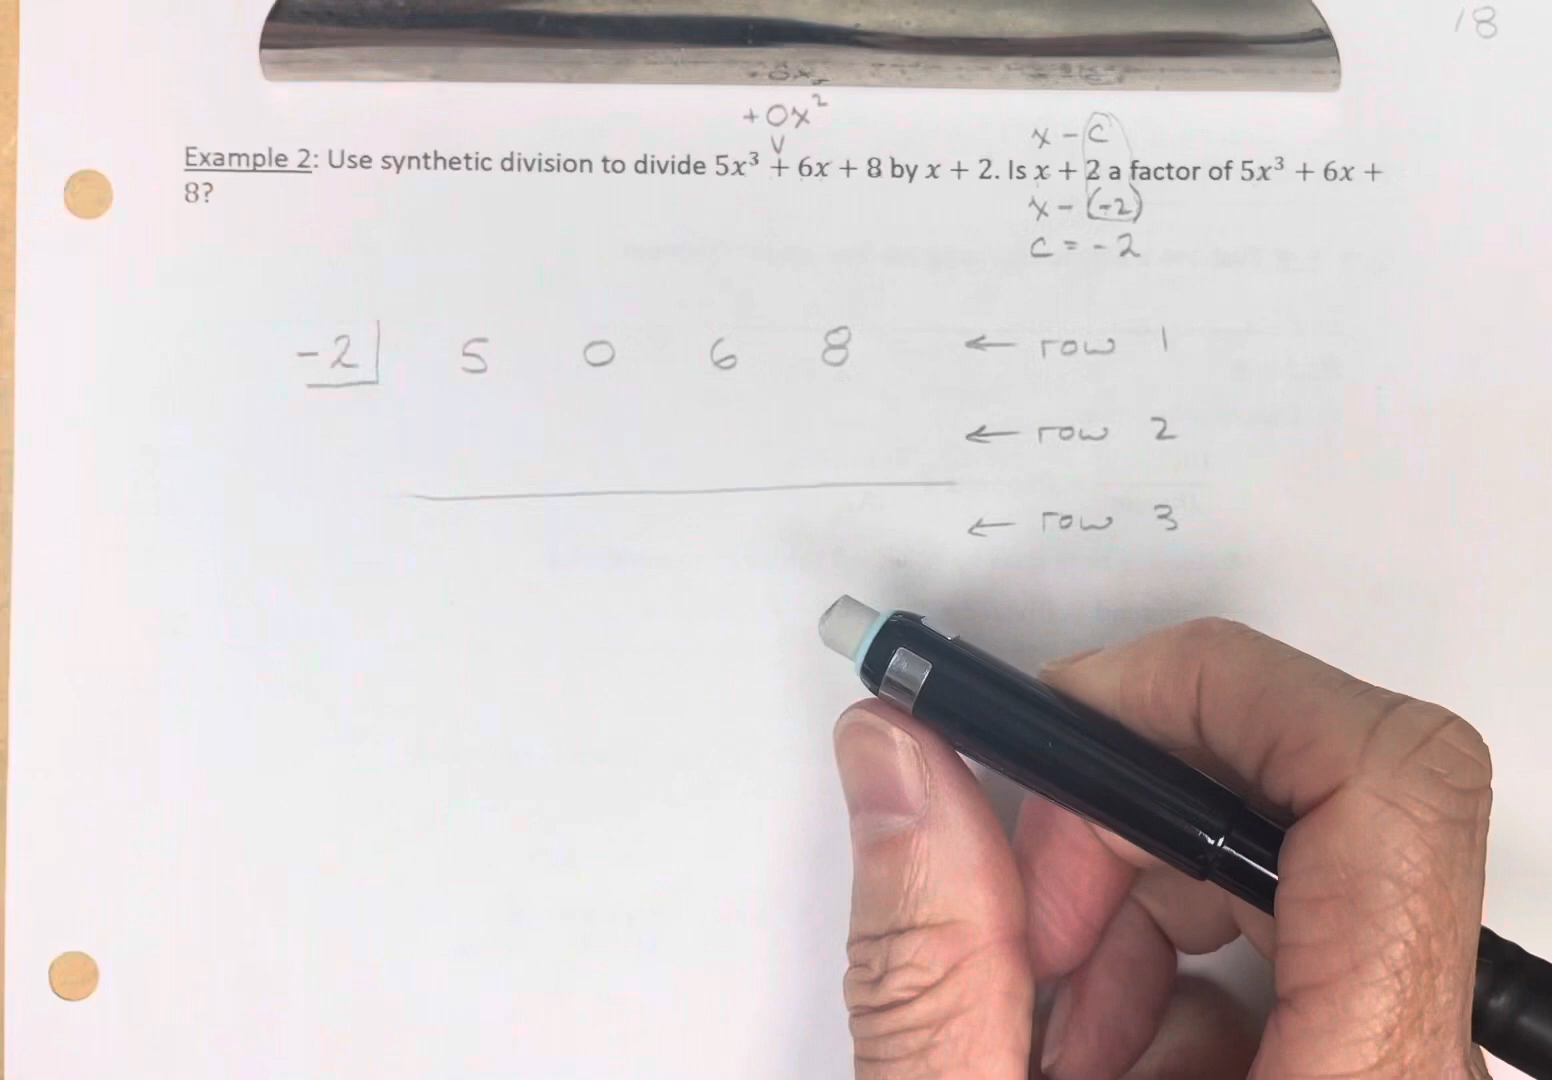 18
+ 0x²
x - c
Example 2: Use synthetic division to divide 5x³ + 6x + 8 by x + 2. Is x + 2 a factor of 5x³ + 6x +
8?
x - (-2)
c = -2
-2 5 0 6 8 ← row 1
← row 2
← row 3